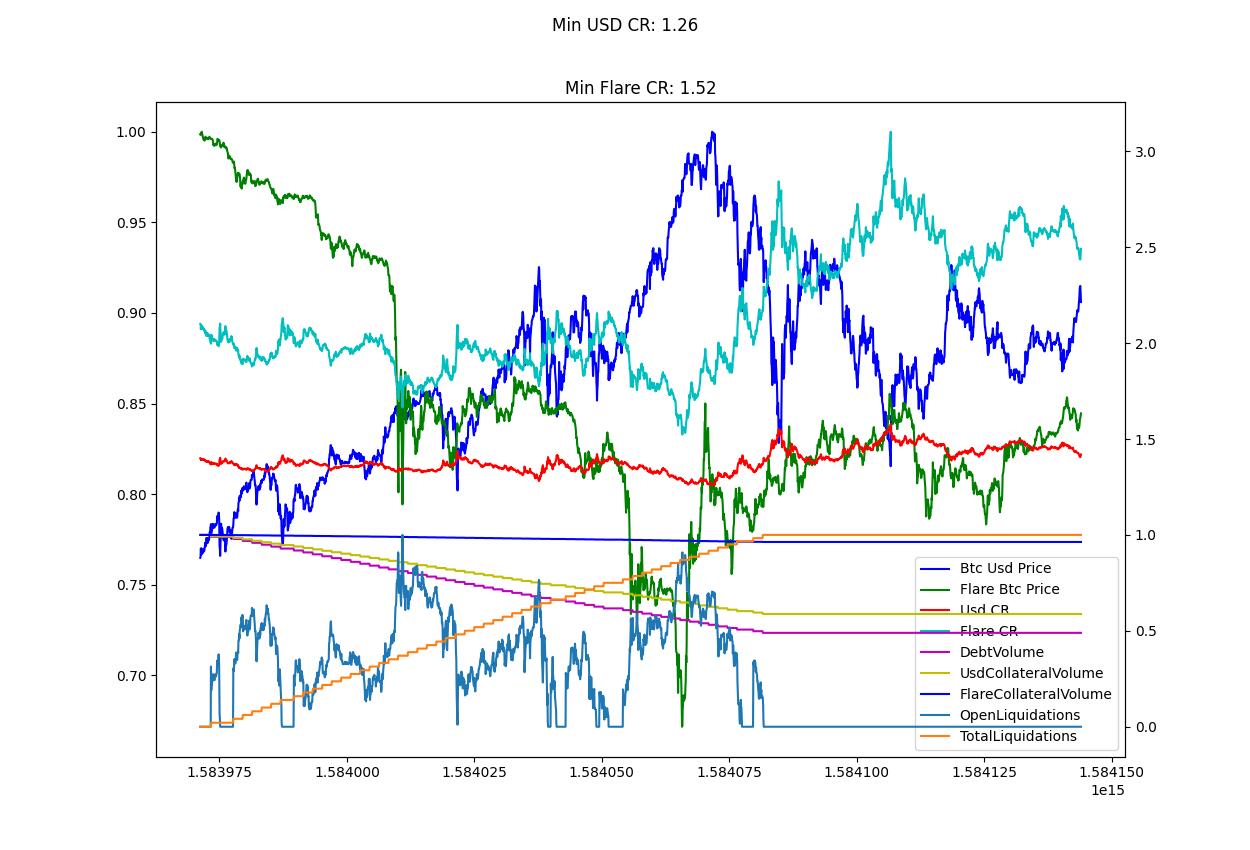 Min USD CR: 1.26
Min Flare CR: 1.52
1.00
0.95
0.90
0.85
0.80
0.75
0.70
3.0
2.5
2.0
1.5
1.0
0.5
0.0
Btc Usd Price
Flare Btc Price
Usd CR
Flare CR
DebtVolume
UsdCollateralVolume
FlareCollateralVolume
OpenLiquidations
TotalLiquidations
1.583975 1.584000 1.584025 1.584050 1.584075 1.584100 1.584125 1.584150
1e15